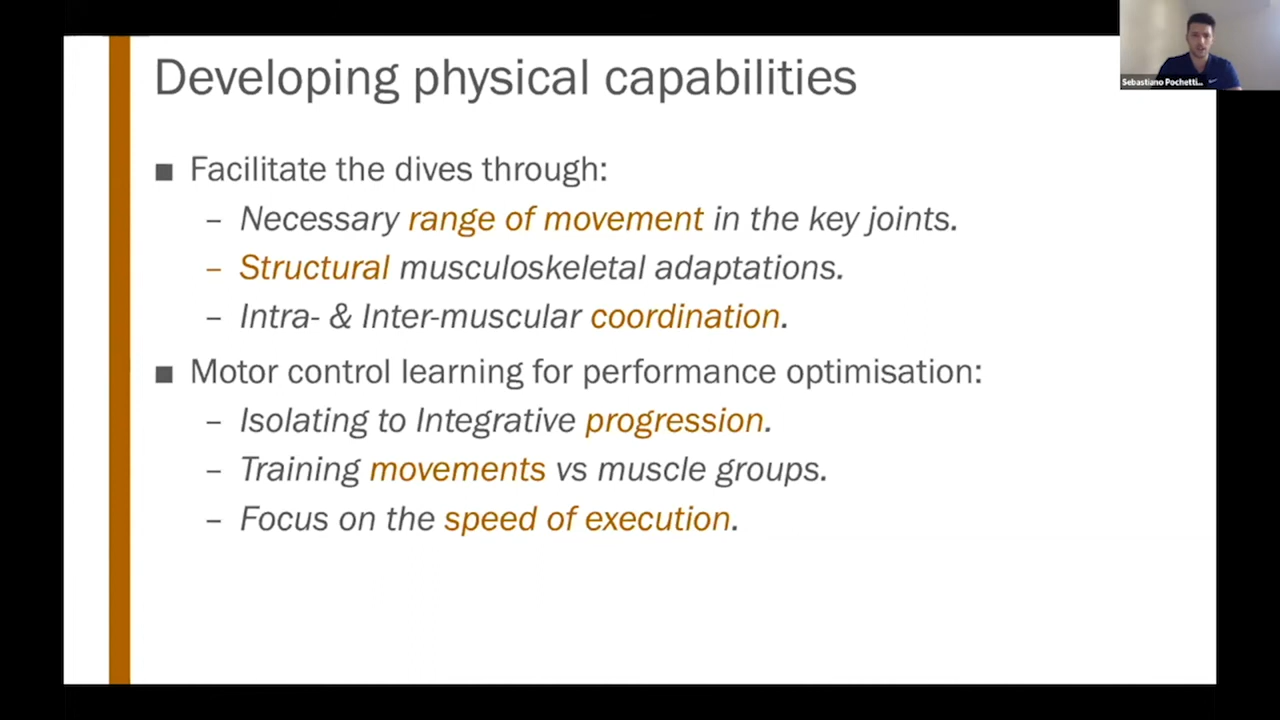 Developing physical capabilities
Sebastiano Pochetti...
■ Facilitate the dives through:
– Necessary range of movement in the key joints.
– Structural musculoskeletal adaptations.
– Intra- & Inter-muscular coordination.
■ Motor control learning for performance optimisation:
– Isolating to Integrative progression.
– Training movements vs muscle groups.
– Focus on the speed of execution.